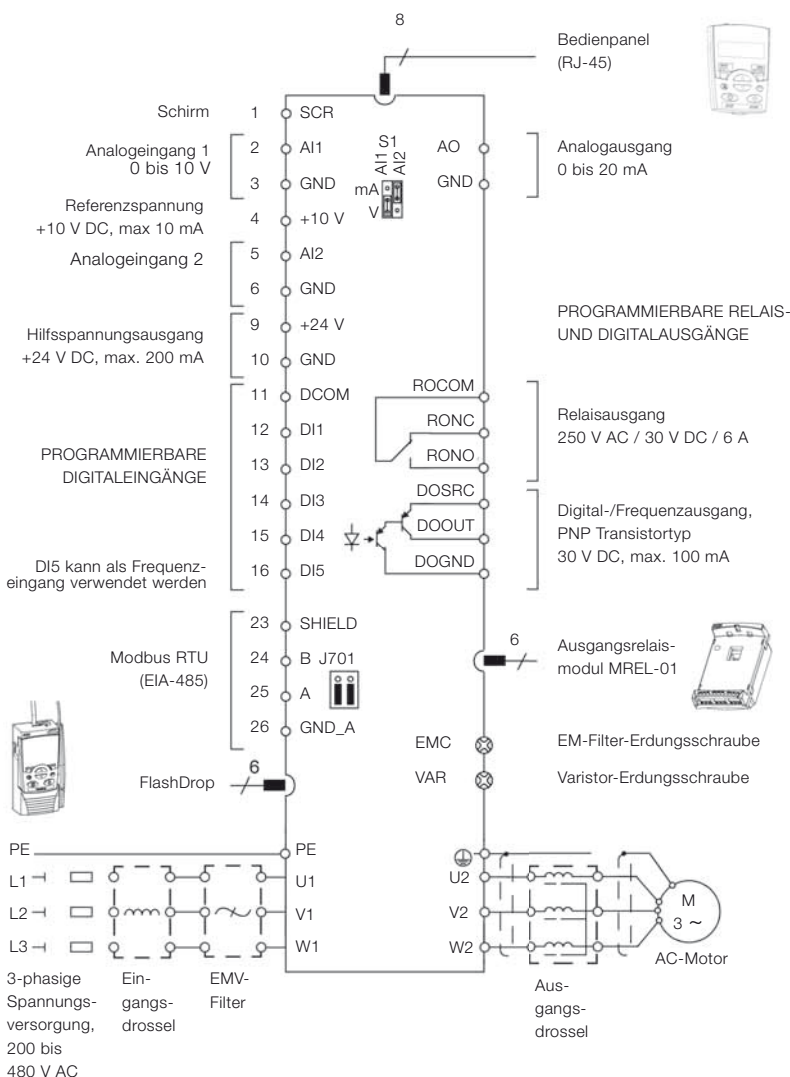 8
Bedienpanel
(RJ-45)
Schirm 1 SCR
Analogeingang 1
0 bis 10 V
2 AI1
3 GND
S1
AI1
AI2
mA
V
AO
GND
Analogausgang
0 bis 20 mA
Referenzspannung
+10 V DC, max 10 mA
4 +10 V
Analogeingang 2
5 AI2
6 GND
Hilfsspannungsausgang
+24 V DC, max. 200 mA
9 +24 V
10 GND
PROGRAMMIERBARE RELAIS-
UND DIGITALAUSGÄNGE
PROGRAMMIERBARE
DIGITALEINGÄNGE
11 DCOM
12 DI1
13 DI2
14 DI3
15 DI4
16 DI5
DI5 kann als Frequenz-
eingang verwendet werden
ROCOM
RONC
RONO
Relaisausgang
250 V AC / 30 V DC / 6 A
DOSRC
DOOUT
DOGND
Digital-/Frequenzausgang,
PNP Transistortyp
30 V DC, max. 100 mA
Modbus RTU
(EIA-485)
23 SHIELD
24 B J701
25 A
26 GND_A
6
Ausgangsrelais-
modul MREL-01
EMC EM-Filter-Erdungsschraube
VAR Varistor-Erdungsschraube
FlashDrop 6
PE PE
L1 U1
L2 V1
L3 W1
U2
V2
W2
M
3 ~
AC-Motor
3-phasige
Spannungs-
versorgung,
200 bis
480 V AC
Ein-
gangs-
drossel
EMV-
Filter
Aus-
gangs-
drossel